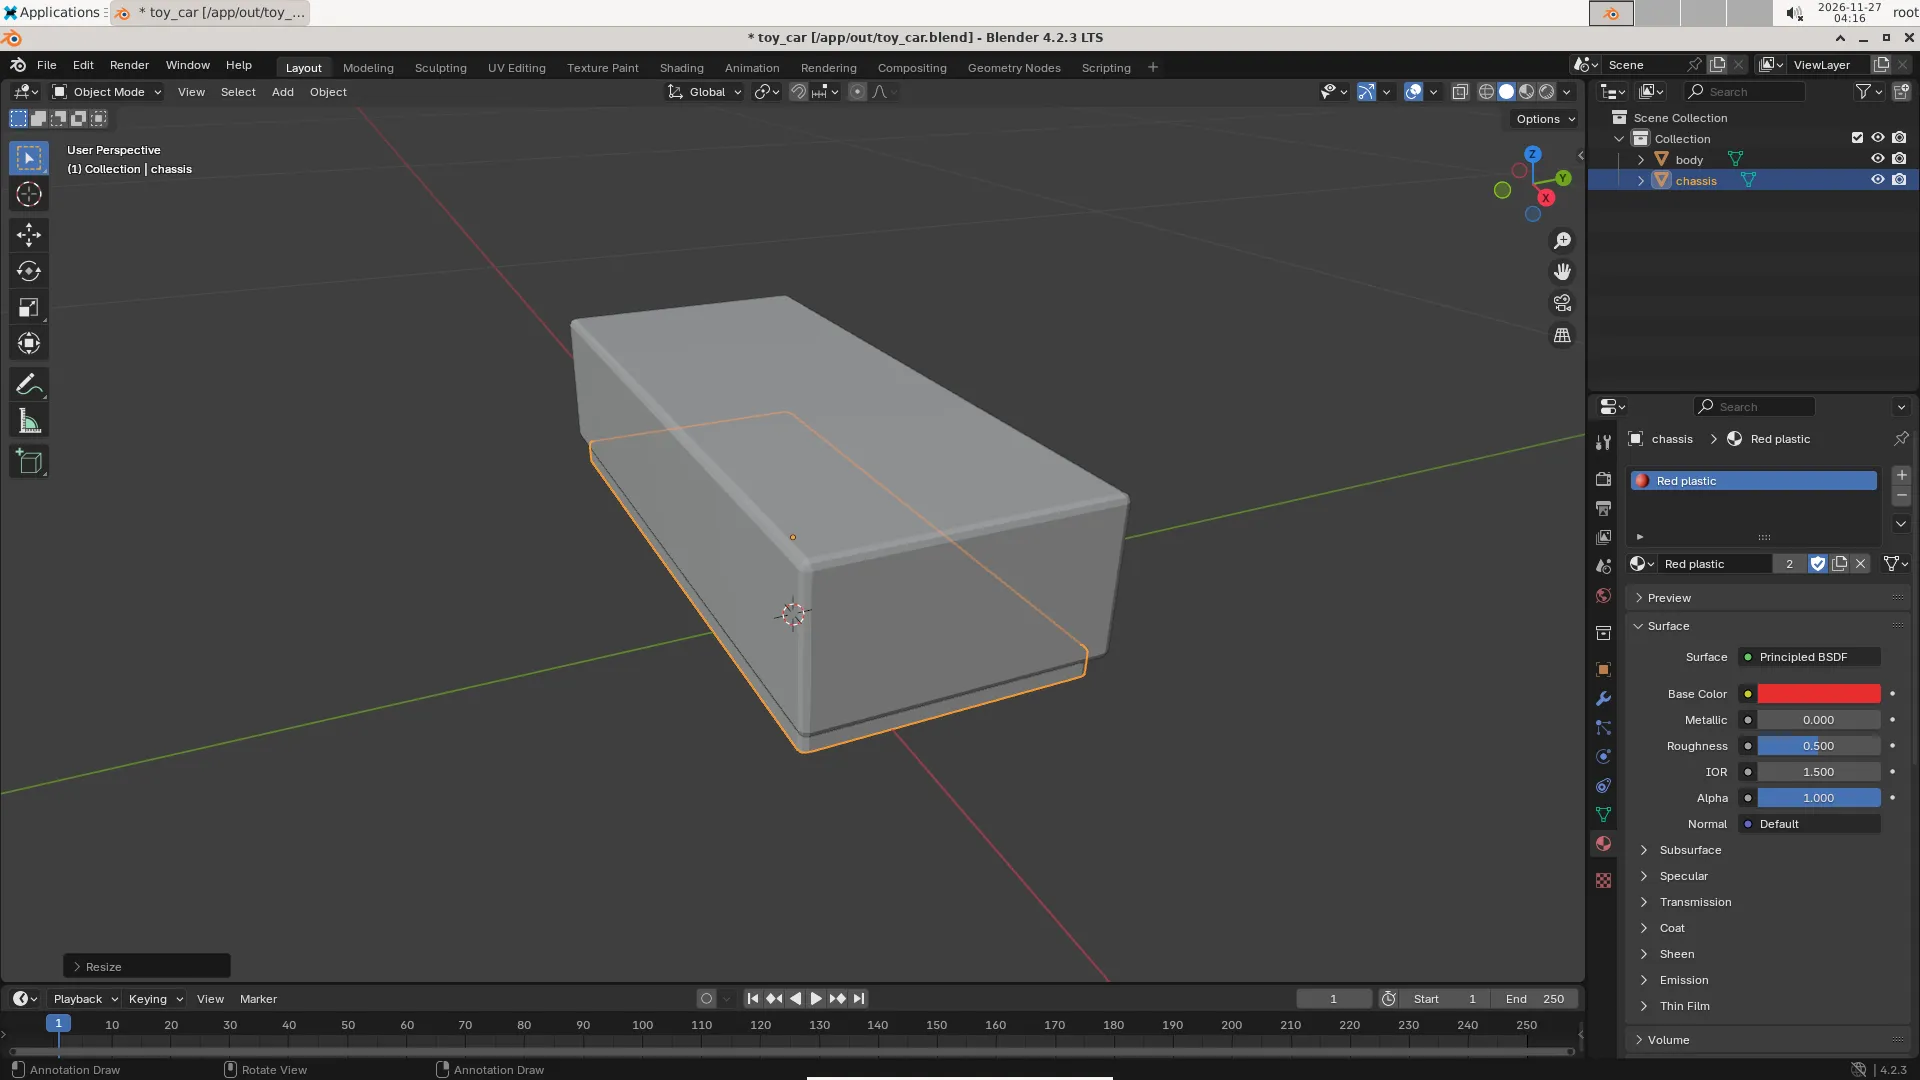 Applications
* toy_car [/app/out/toy_...
2026-11-27
04:16
root
* toy_car [/app/out/toy_car.blend] - Blender 4.2.3 LTS
File Edit Render Window Help
Layout Modeling Sculpting UV Editing Texture Paint Shading Animation Rendering Compositing Geometry Nodes Scripting +
Scene
ViewLayer
Object Mode View Select Add Object
Global
Search
Options
User Perspective
(1) Collection | chassis
Z
Y
X
Scene Collection
Collection
body
chassis
Search
chassis > Red plastic
Red plastic
Red plastic 2
Preview
Surface
Surface Principled BSDF
Base Color
Metallic 0.000
Roughness 0.500
IOR 1.500
Alpha 1.000
Normal Default
Subsurface
Specular
Transmission
Coat
Sheen
Emission
Thin Film
Volume
Resize
Playback Keying View Marker
1
Start 1
End 250
1 10 20 30 40 50 60 70 80 90 100 110 120 130 140 150 160 170 180 190 200 210 220 230 240 250
Annotation Draw
Rotate View
Annotation Draw
4.2.3